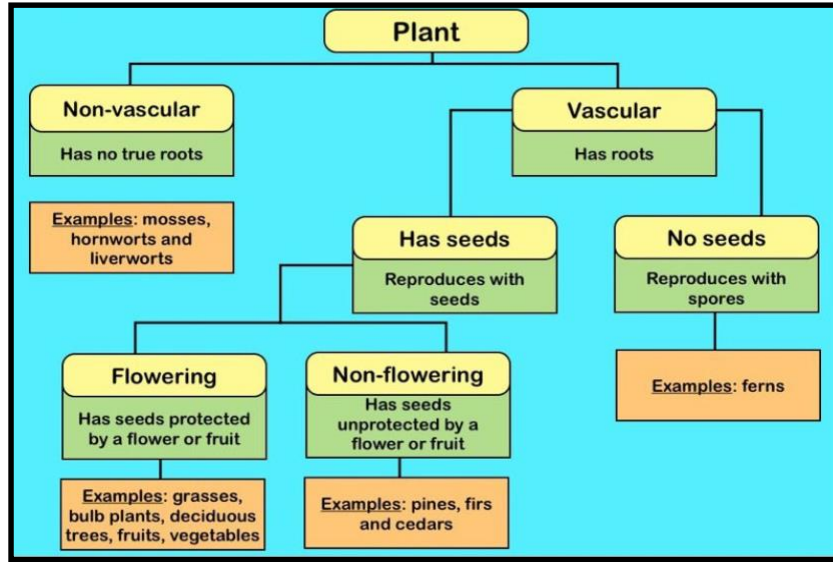 Plant
Non-vascular
Has no true roots
Examples: mosses,
hornworts and
liverworts
Vascular
Has roots
Has seeds
Reproduces with
seeds
No seeds
Reproduces with
spores
Examples: ferns
Flowering
Has seeds protected
by a flower or fruit
Examples: grasses,
bulb plants, deciduous
trees, fruits, vegetables
Non-flowering
Has seeds
unprotected by a
flower or fruit
Examples: pines, firs
and cedars